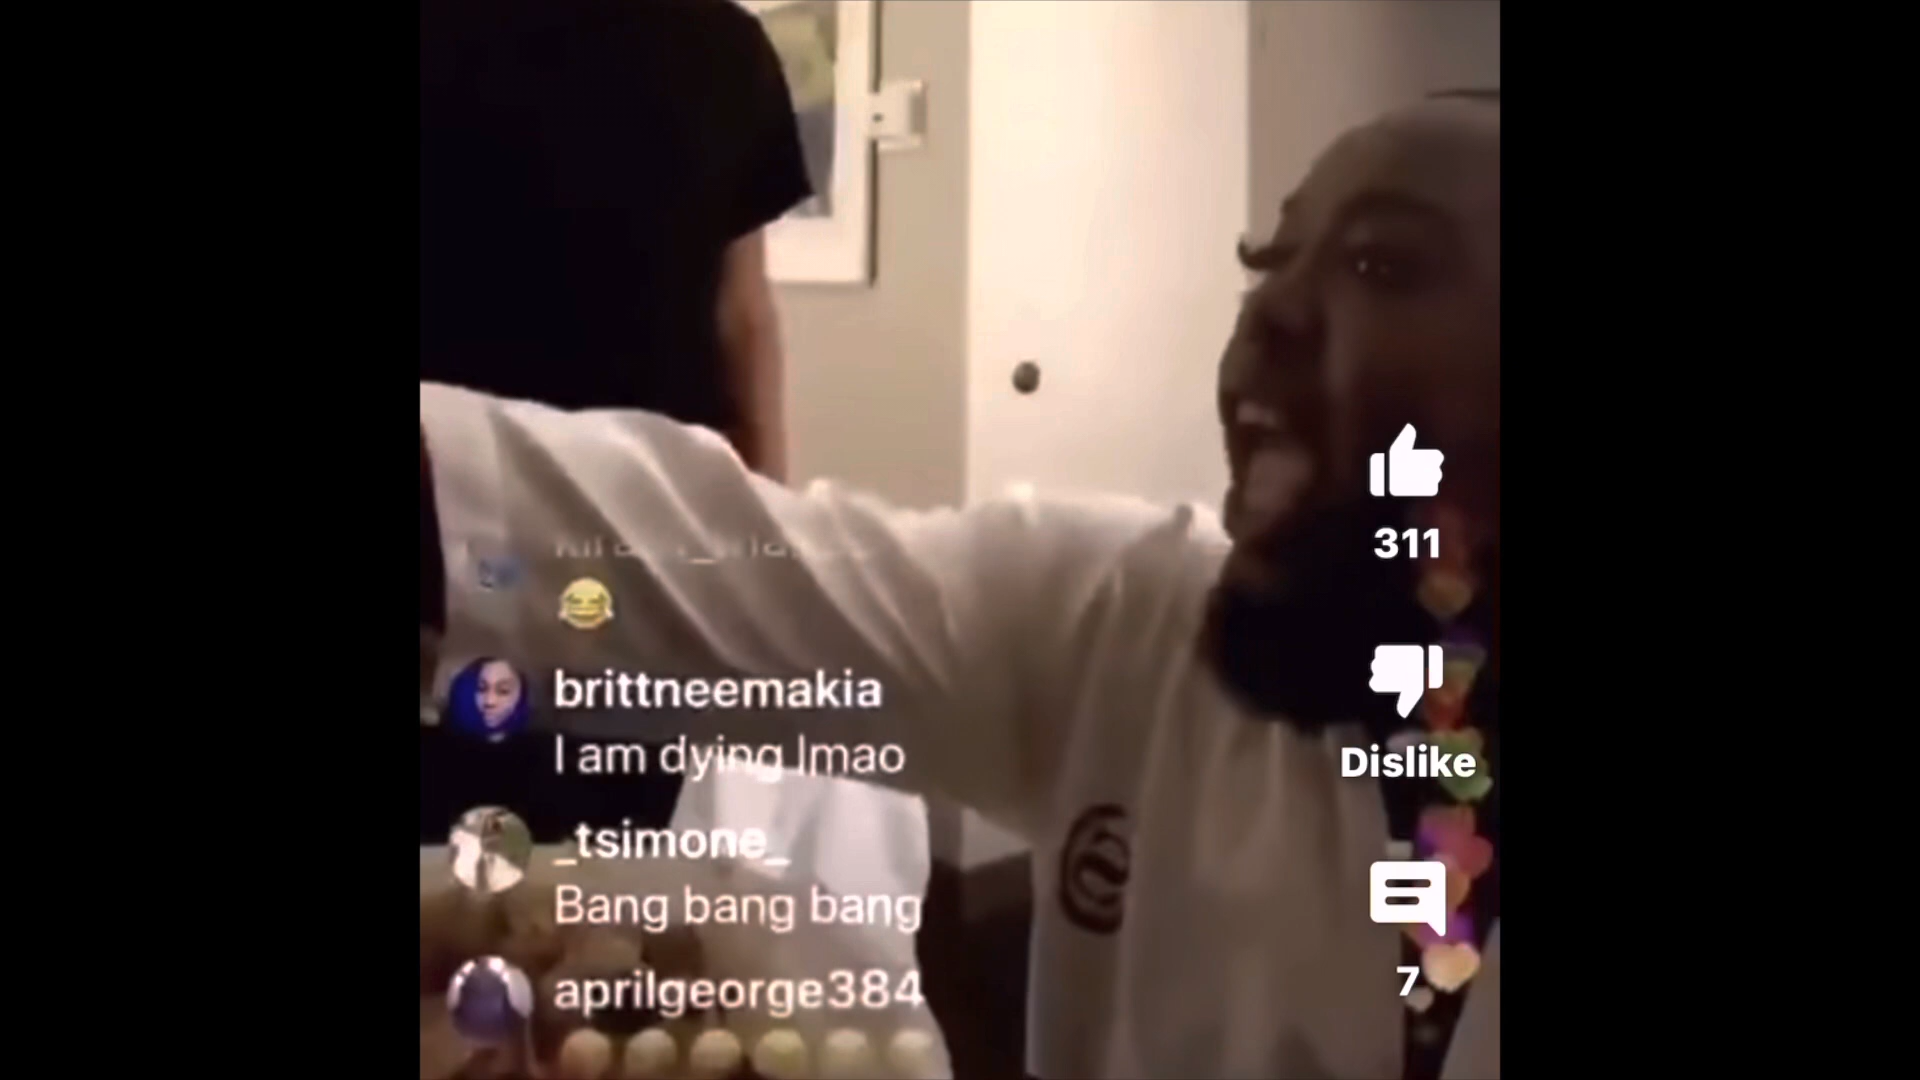 311
brittneemakia
I am dying lmao
Dislike
_tsimone_
Bang bang bang
7
aprilgeorge384